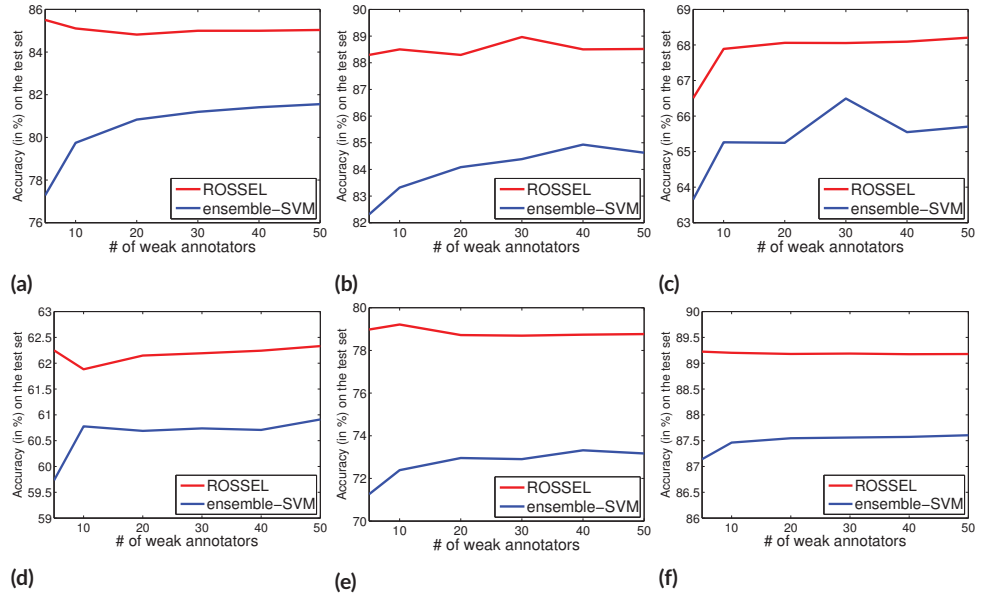 Accuracy (in %) on the test set
86
84
82
80
78
76
10
20
30
40
50
# of weak annotators
ROSSEL
ensemble-SVM
(a)
Accuracy (in %) on the test set
90
89
88
87
86
85
84
83
82
10
20
30
40
50
# of weak annotators
ROSSEL
ensemble-SVM
(b)
Accuracy (in %) on the test set
69
68
67
66
65
64
63
10
20
30
40
50
# of weak annotators
ROSSEL
ensemble-SVM
(c)
Accuracy (in %) on the test set
63
62.5
62
61.5
61
60.5
60
59.5
59
10
20
30
40
50
# of weak annotators
ROSSEL
ensemble-SVM
(d)
Accuracy (in %) on the test set
80
78
76
74
72
70
10
20
30
40
50
# of weak annotators
ROSSEL
ensemble-SVM
(e)
Accuracy (in %) on the test set
90
89.5
89
88.5
88
87.5
87
86.5
86
10
20
30
40
50
# of weak annotators
ROSSEL
ensemble-SVM
(f)